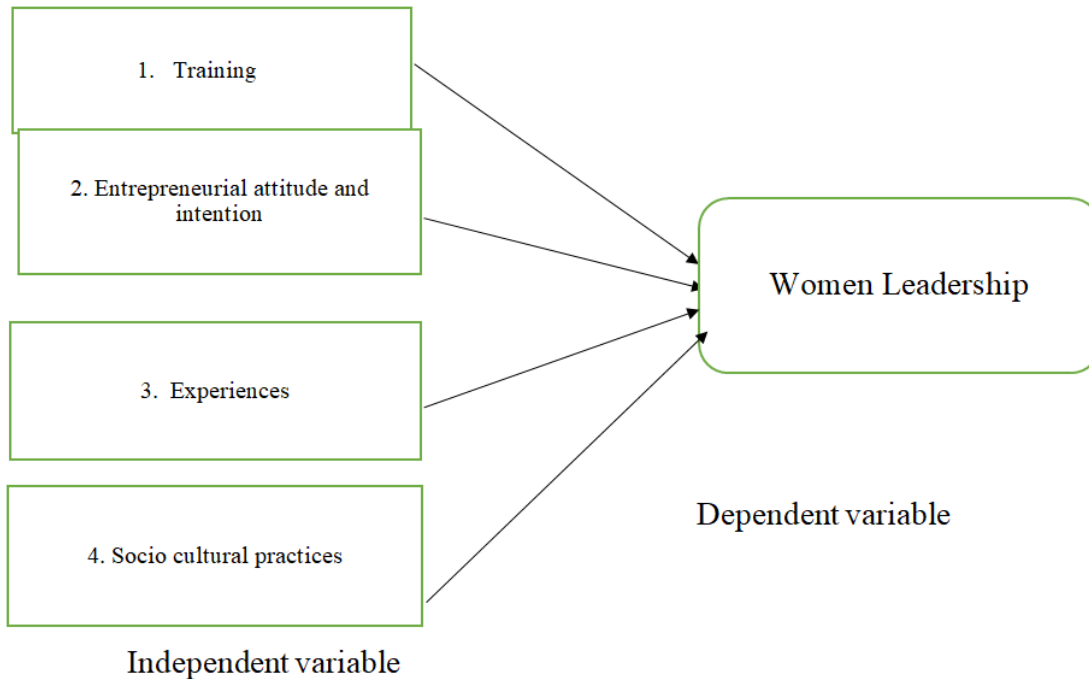 1. Training
2. Entrepreneurial attitude and
intention
Women Leadership
3. Experiences
Dependent variable
4. Socio cultural practices
Independent variable